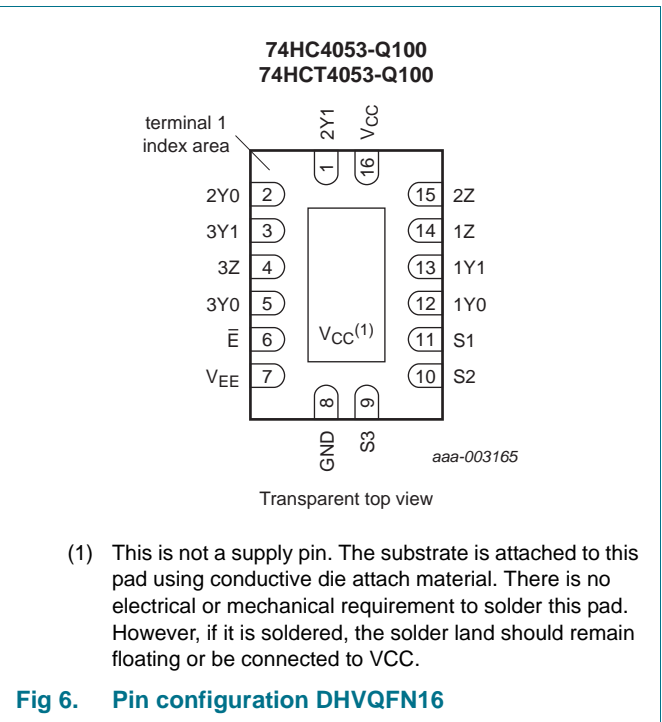 74HC4053-Q100
74HCT4053-Q100
terminal 1
index area
2Y1
VCC
1
16
2Y0 2
15 2Z
3Y1 3
14 1Z
3Z 4
13 1Y1
3Y0 5
12 1Y0
E̅ 6
VCC(1)
11 S1
VEE 7
10 S2
8
9
GND
S3
aaa-003165
Transparent top view
(1) This is not a supply pin. The substrate is attached to this
pad using conductive die attach material. There is no
electrical or mechanical requirement to solder this pad.
However, if it is soldered, the solder land should remain
floating or be connected to VCC.
Fig 6. Pin configuration DHVQFN16